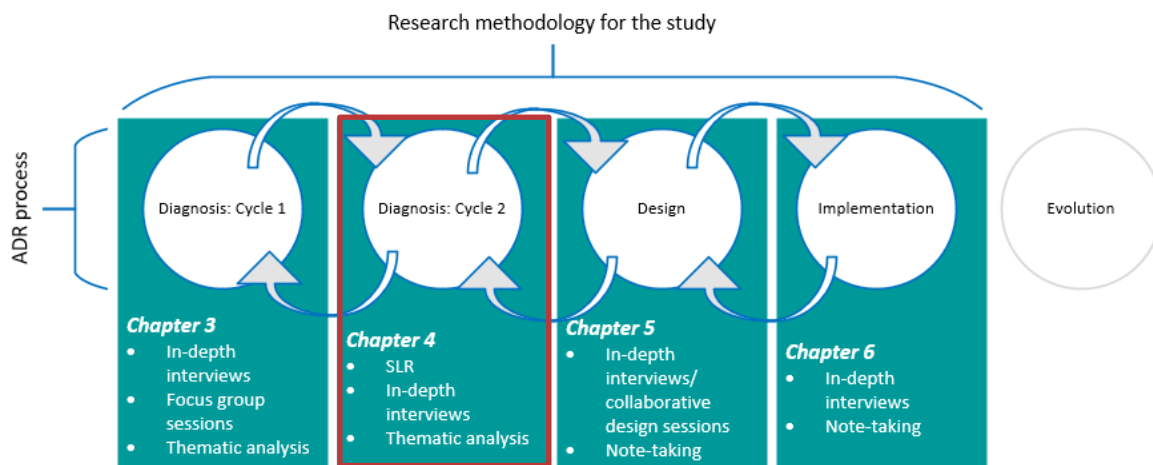 Research methodology for the study
ADR process
Diagnosis: Cycle 1
Diagnosis: Cycle 2
Design
Implementation
Evolution
Chapter 3
• In-depth
interviews
• Focus group
sessions
• Thematic analysis
Chapter 4
• SLR
• In-depth
interviews
• Thematic analysis
Chapter 5
• In-depth
interviews/
collaborative
design sessions
• Note-taking
Chapter 6
• In-depth
interviews
• Note-taking